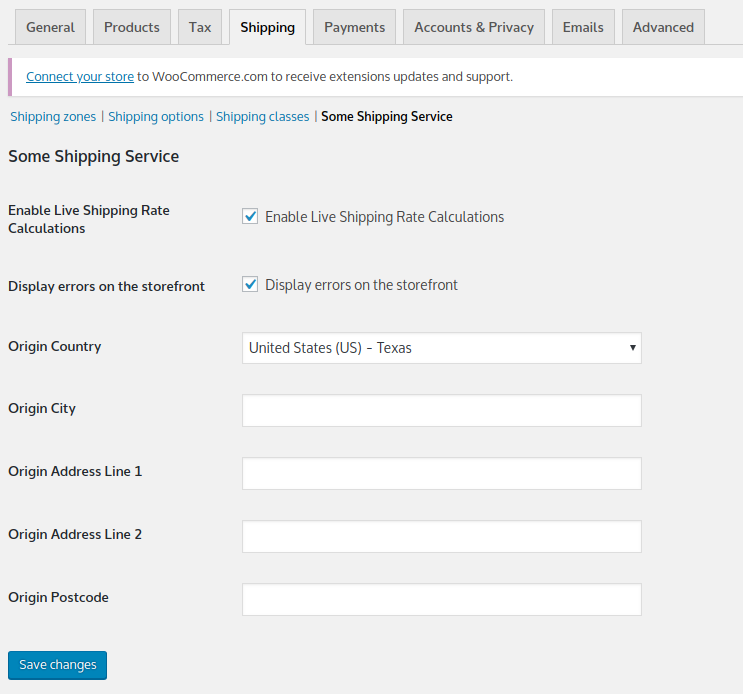 General Products Tax Shipping Payments Accounts & Privacy Emails Advanced
Connect your store to WooCommerce.com to receive extensions updates and support.
Shipping zones | Shipping options | Shipping classes | Some Shipping Service
Some Shipping Service
Enable Live Shipping Rate
Calculations
Enable Live Shipping Rate Calculations
Display errors on the storefront
Display errors on the storefront
Origin Country
United States (US) – Texas
Origin City
Origin Address Line 1
Origin Address Line 2
Origin Postcode
Save changes